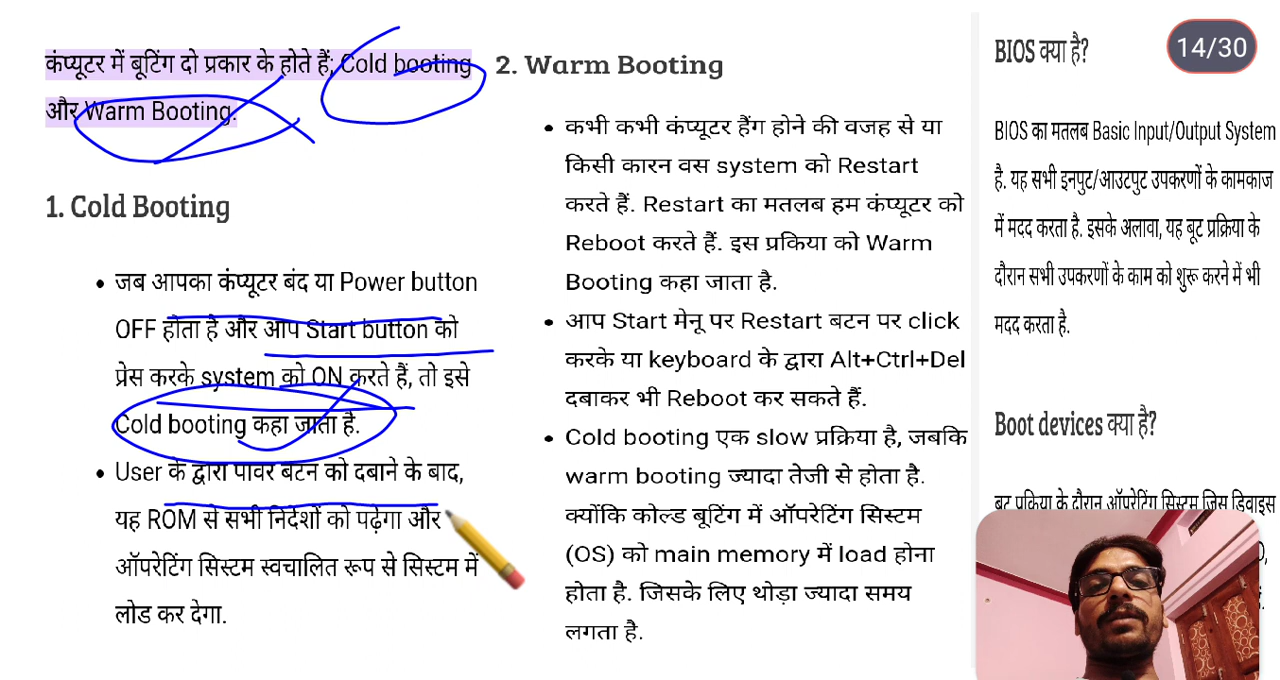 कंप्यूटर में बूटिंग दो प्रकार के होते हैं; Cold booting
और Warm Booting.
1. Cold Booting
• जब आपका कंप्यूटर बंद या Power button
OFF होता है और आप Start button को
प्रेस करके system को ON करते हैं, तो इसे
Cold booting कहा जाता है.
• User के द्वारा पावर बटन को दबाने के बाद,
यह ROM से सभी निर्देशों को पढ़ेगा और
ऑपरेटिंग सिस्टम स्वचालित रूप से सिस्टम में
लोड कर देगा.
2. Warm Booting
• कभी कभी कंप्यूटर हैंग होने की वजह से या
किसी कारन वस system को Restart
करते हैं. Restart का मतलब हम कंप्यूटर को
Reboot करते हैं. इस प्रकिया को Warm
Booting कहा जाता है.
• आप Start मेनू पर Restart बटन पर click
करके या keyboard के द्वारा Alt+Ctrl+Del
दबाकर भी Reboot कर सकते हैं.
• Cold booting एक slow प्रक्रिया है, जबकि
warm booting ज्यादा तेजी से होता है.
क्योंकि कोल्ड बूटिंग में ऑपरेटिंग सिस्टम
(OS) को main memory में load होना
होता है. जिसके लिए थोड़ा ज्यादा समय
लगता है.
14/30
BIOS क्या है?
BIOS का मतलब Basic Input/Output System
है. यह सभी इनपुट/आउटपुट उपकरणों के कामकाज
में मदद करता है. इसके अलावा, यह बूट प्रक्रिया के
दौरान सभी उपकरणों के काम को शुरू करने में भी
मदद करता है.
Boot devices क्या है?
बूट प्रक्रिया के दौरान ऑपरेटिंग सिस्टम जिस डिवाइस